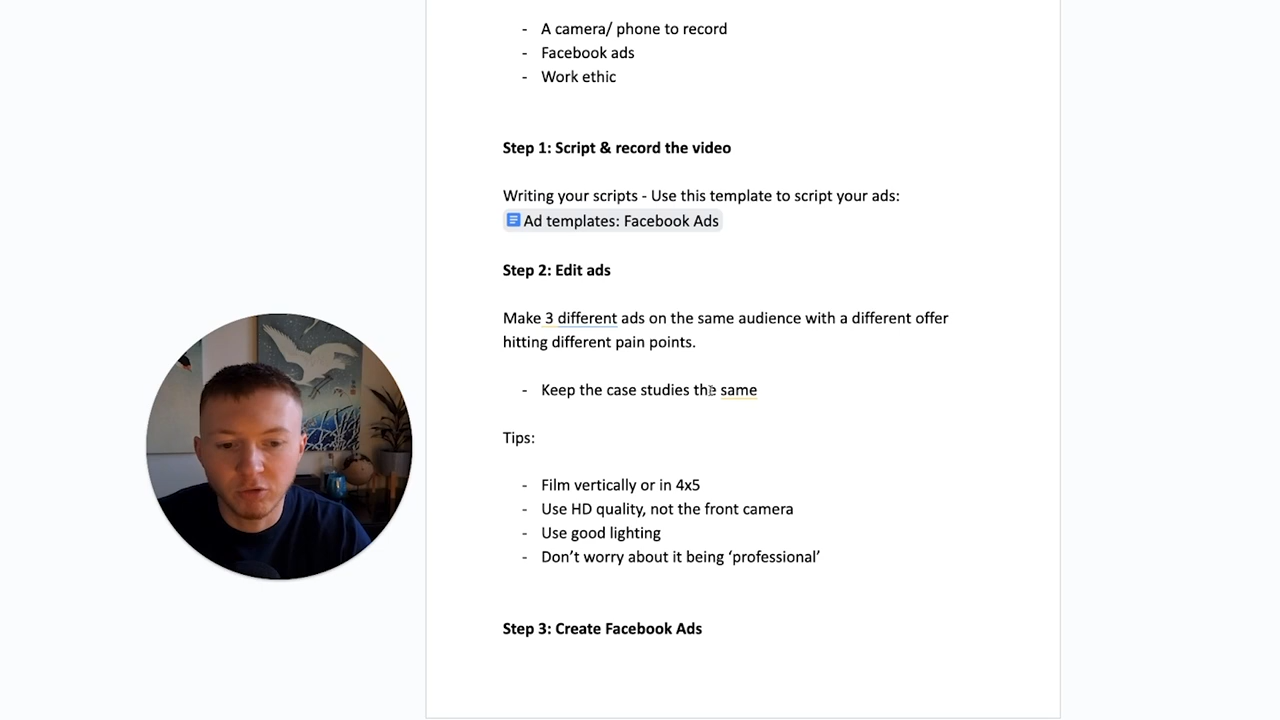 - A camera/ phone to record
- Facebook ads
- Work ethic
Step 1: Script & record the video
Writing your scripts - Use this template to script your ads:
Ad templates: Facebook Ads
Step 2: Edit ads
Make 3 different ads on the same audience with a different offer
hitting different pain points.
- Keep the case studies the same
Tips:
- Film vertically or in 4x5
- Use HD quality, not the front camera
- Use good lighting
- Don’t worry about it being ‘professional’
Step 3: Create Facebook Ads